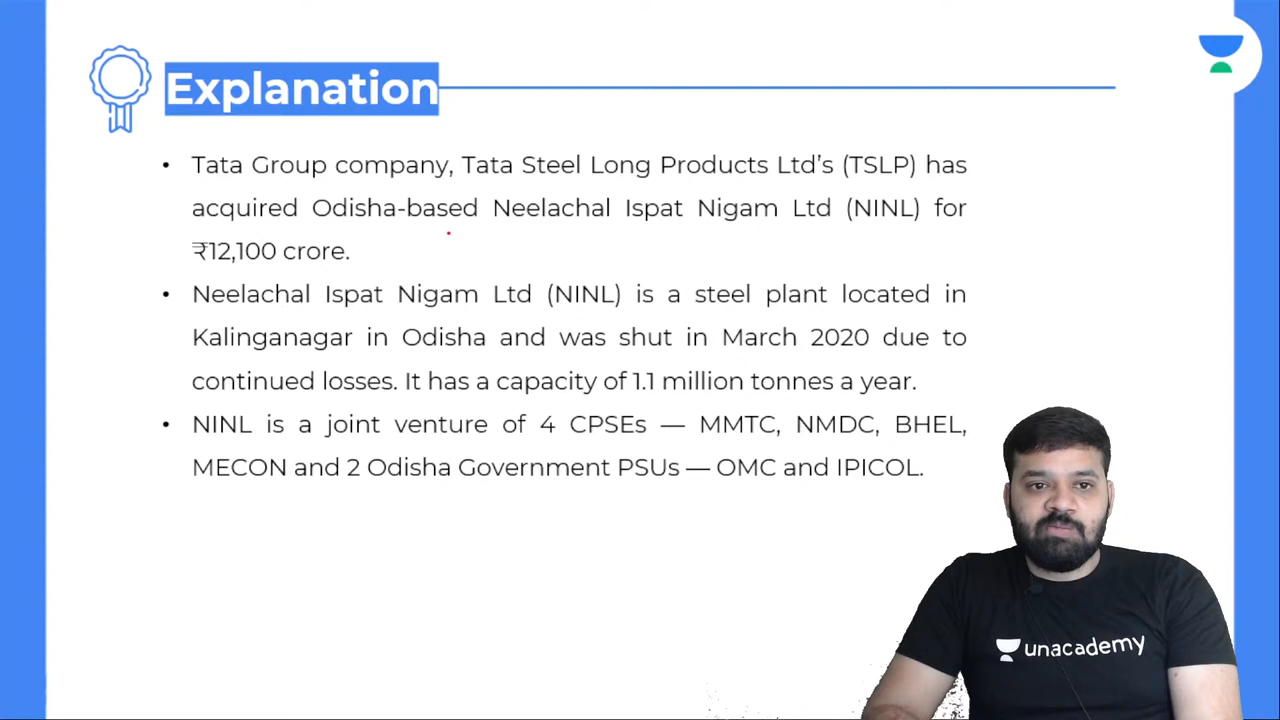 Explanation
• Tata Group company, Tata Steel Long Products Ltd's (TSLP) has
acquired Odisha-based Neelachal Ispat Nigam Ltd (NINL) for
₹12,100 crore.
• Neelachal Ispat Nigam Ltd (NINL) is a steel plant located in
Kalinganagar in Odisha and was shut in March 2020 due to
continued losses. It has a capacity of 1.1 million tonnes a year.
• NINL is a joint venture of 4 CPSEs — MMTC, NMDC, BHEL,
MECON and 2 Odisha Government PSUs — OMC and IPICOL.
unacademy